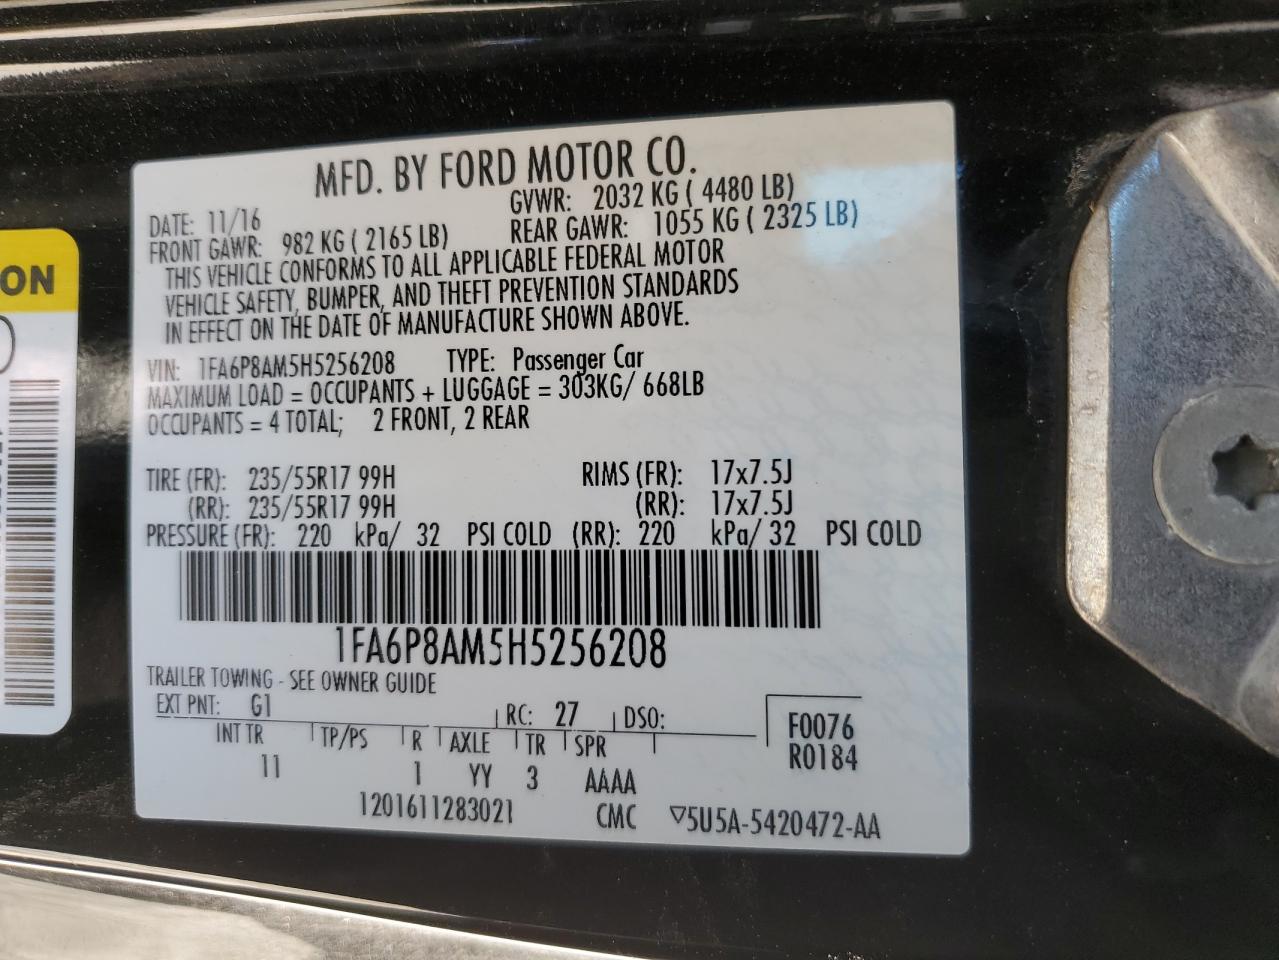 MFD. BY FORD MOTOR CO.
DATE: 11/16 GVWR: 2032 KG ( 4480 LB)
FRONT GAWR: 982 KG ( 2165 LB) REAR GAWR: 1055 KG ( 2325 LB)
THIS VEHICLE CONFORMS TO ALL APPLICABLE FEDERAL MOTOR
VEHICLE SAFETY, BUMPER, AND THEFT PREVENTION STANDARDS
IN EFFECT ON THE DATE OF MANUFACTURE SHOWN ABOVE.
VIN: 1FA6P8AM5H5256208 TYPE: Passenger Car
MAXIMUM LOAD = OCCUPANTS + LUGGAGE = 303KG/ 668LB
OCCUPANTS = 4 TOTAL; 2 FRONT, 2 REAR
TIRE (FR): 235/55R17 99H RIMS (FR): 17x7.5J
(RR): 235/55R17 99H (RR): 17x7.5J
PRESSURE (FR): 220 kPa/ 32 PSI COLD (RR): 220 kPa/ 32 PSI COLD
1FA6P8AM5H5256208
TRAILER TOWING - SEE OWNER GUIDE
EXT PNT: G1 RC: 27 DSO:
F0076
INT TR TP/PS R AXLE TR SPR
R0184
11 1 YY 3 AAAA
1201611283021 CMC ▽5U5A-5420472-AA
ON